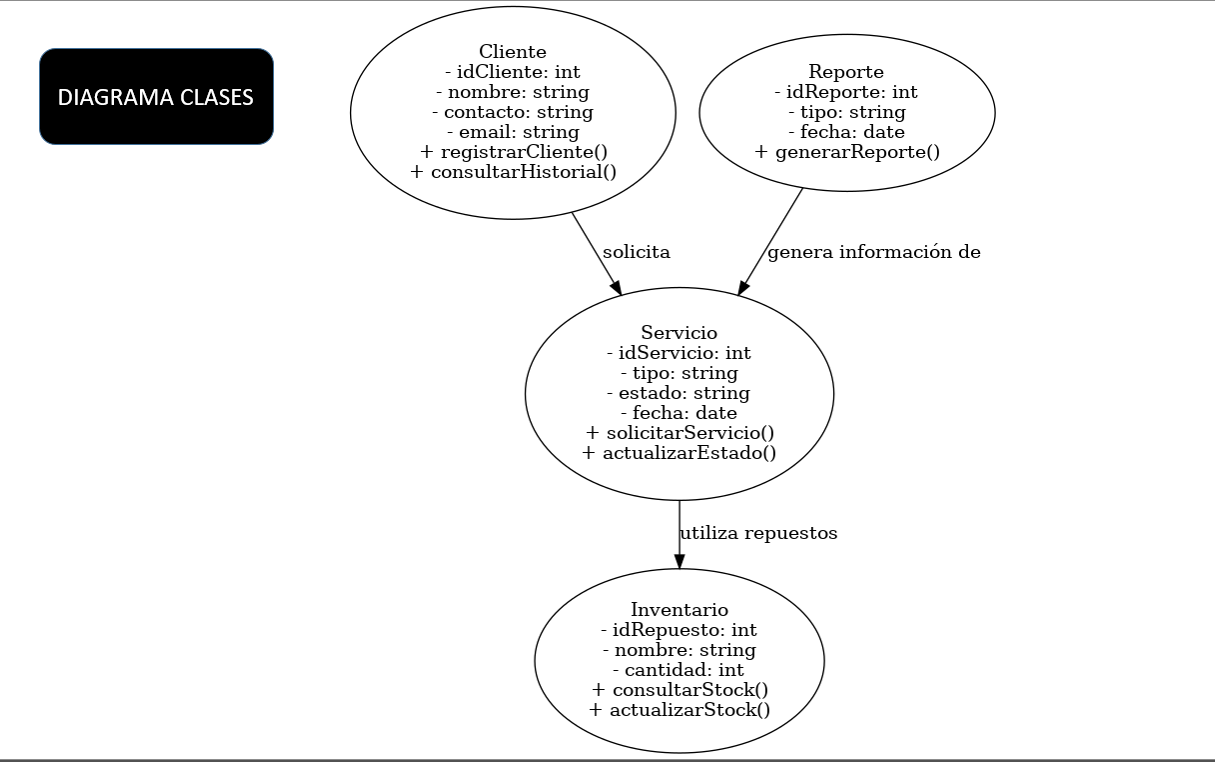 DIAGRAMA CLASES
Cliente
- idCliente: int
- nombre: string
- contacto: string
- email: string
+ registrarCliente()
+ consultarHistorial()
Reporte
- idReporte: int
- tipo: string
- fecha: date
+ generarReporte()
solicita
genera información de
Servicio
- idServicio: int
- tipo: string
- estado: string
- fecha: date
+ solicitarServicio()
+ actualizarEstado()
utiliza repuestos
Inventario
- idRepuesto: int
- nombre: string
- cantidad: int
+ consultarStock()
+ actualizarStock()